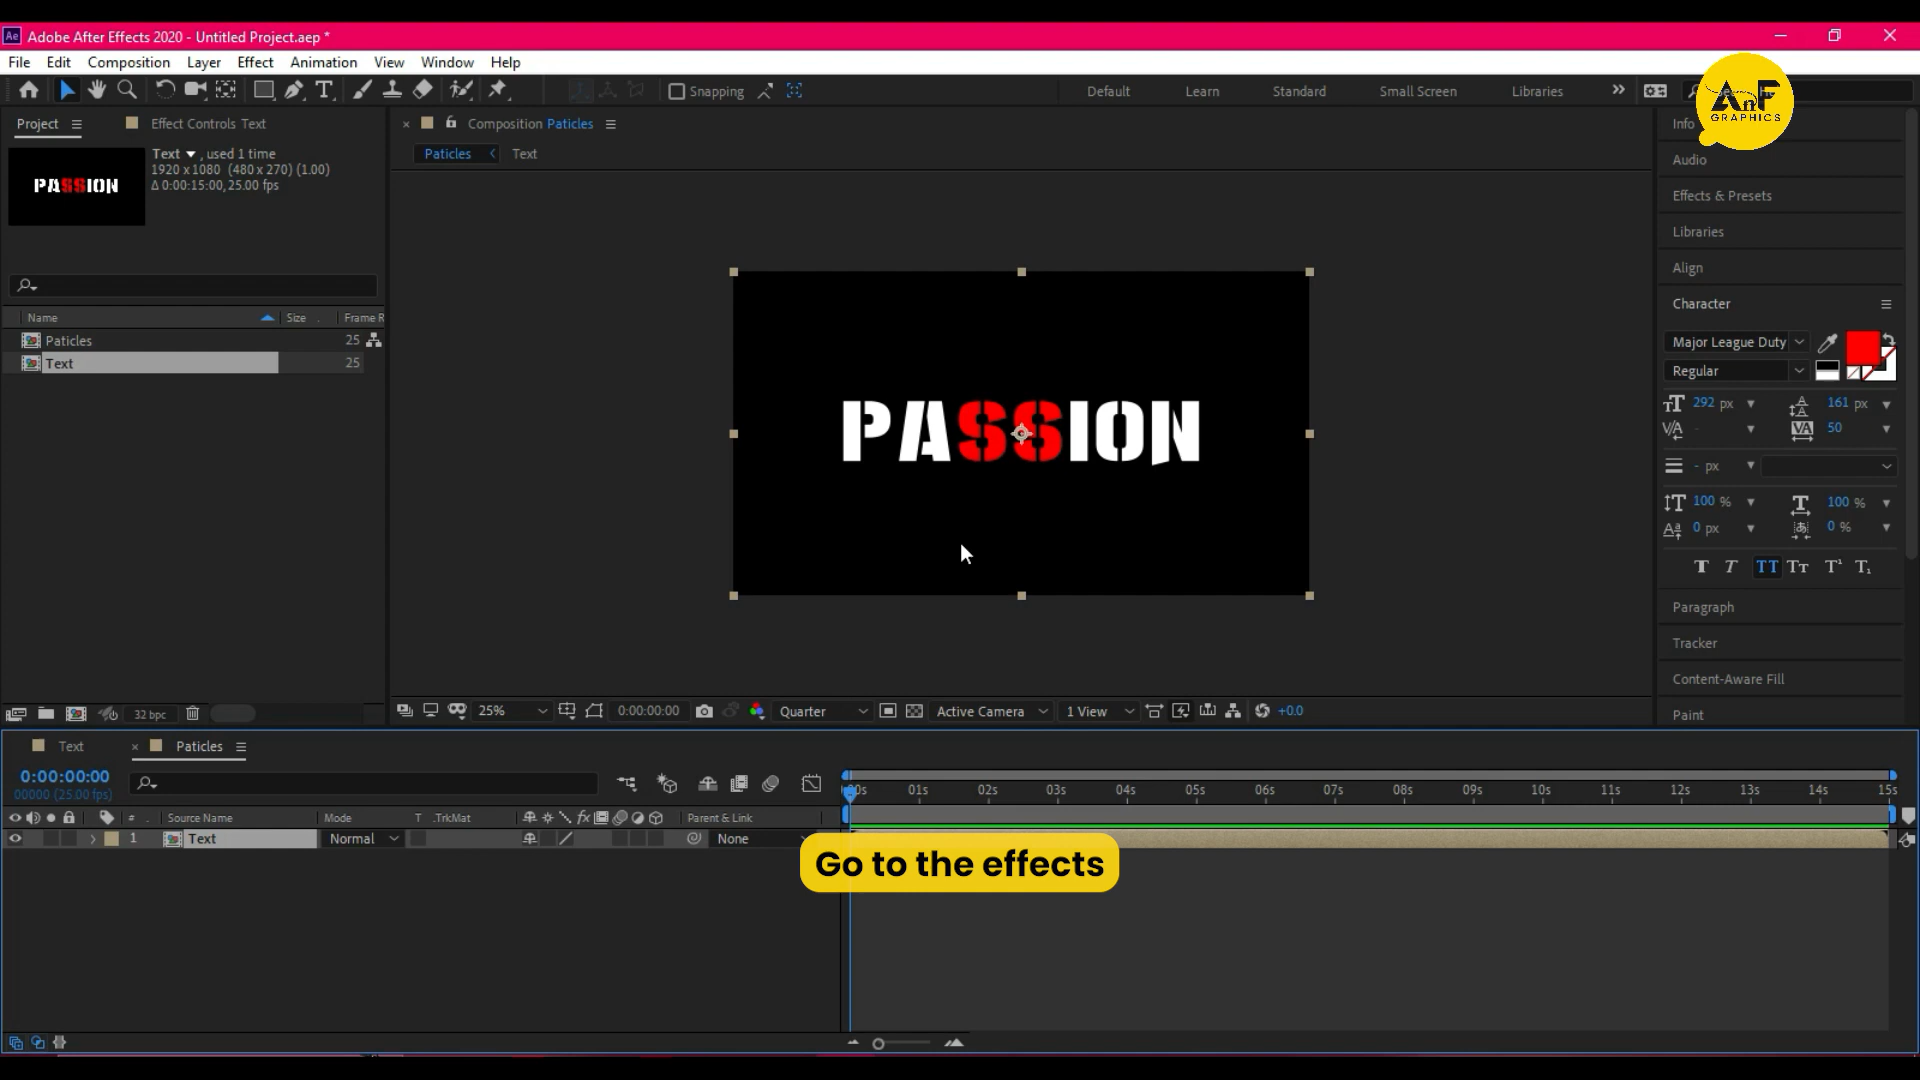 Ae Adobe After Effects 2020 - Untitled Project.aep *
File Edit Composition Layer Effect Animation View Window Help
Snapping Default Learn Standard Small Screen Libraries
AnF
GRAPHICS
Project Effect Controls Text
Composition Paticles
Paticles Text
PASSION
Text , used 1 time
1920 x 1080 (480 x 270) (1.00)
Δ 0:00:15:00, 25.00 fps
Name Size Frame R
Paticles 25
Text 25
32 bpc
PASSION
25% 0:00:00:00 Quarter Active Camera 1 View +0.0
Info
Audio
Effects & Presets
Libraries
Align
Character
Major League Duty
Regular
292 px 161 px
- 50
- px
100 % 100 %
0 px 0 %
T T TT Tt T¹ T₁
Paragraph
Tracker
Content-Aware Fill
Paint
Text Paticles
0:00:00:00
00000 (25.00 fps)
# Source Name Mode T .TrkMat Parent & Link
1 Text Normal None
01s 02s 03s 04s 05s 06s 07s 08s 09s 10s 11s 12s 13s 14s 15s
Go to the effects